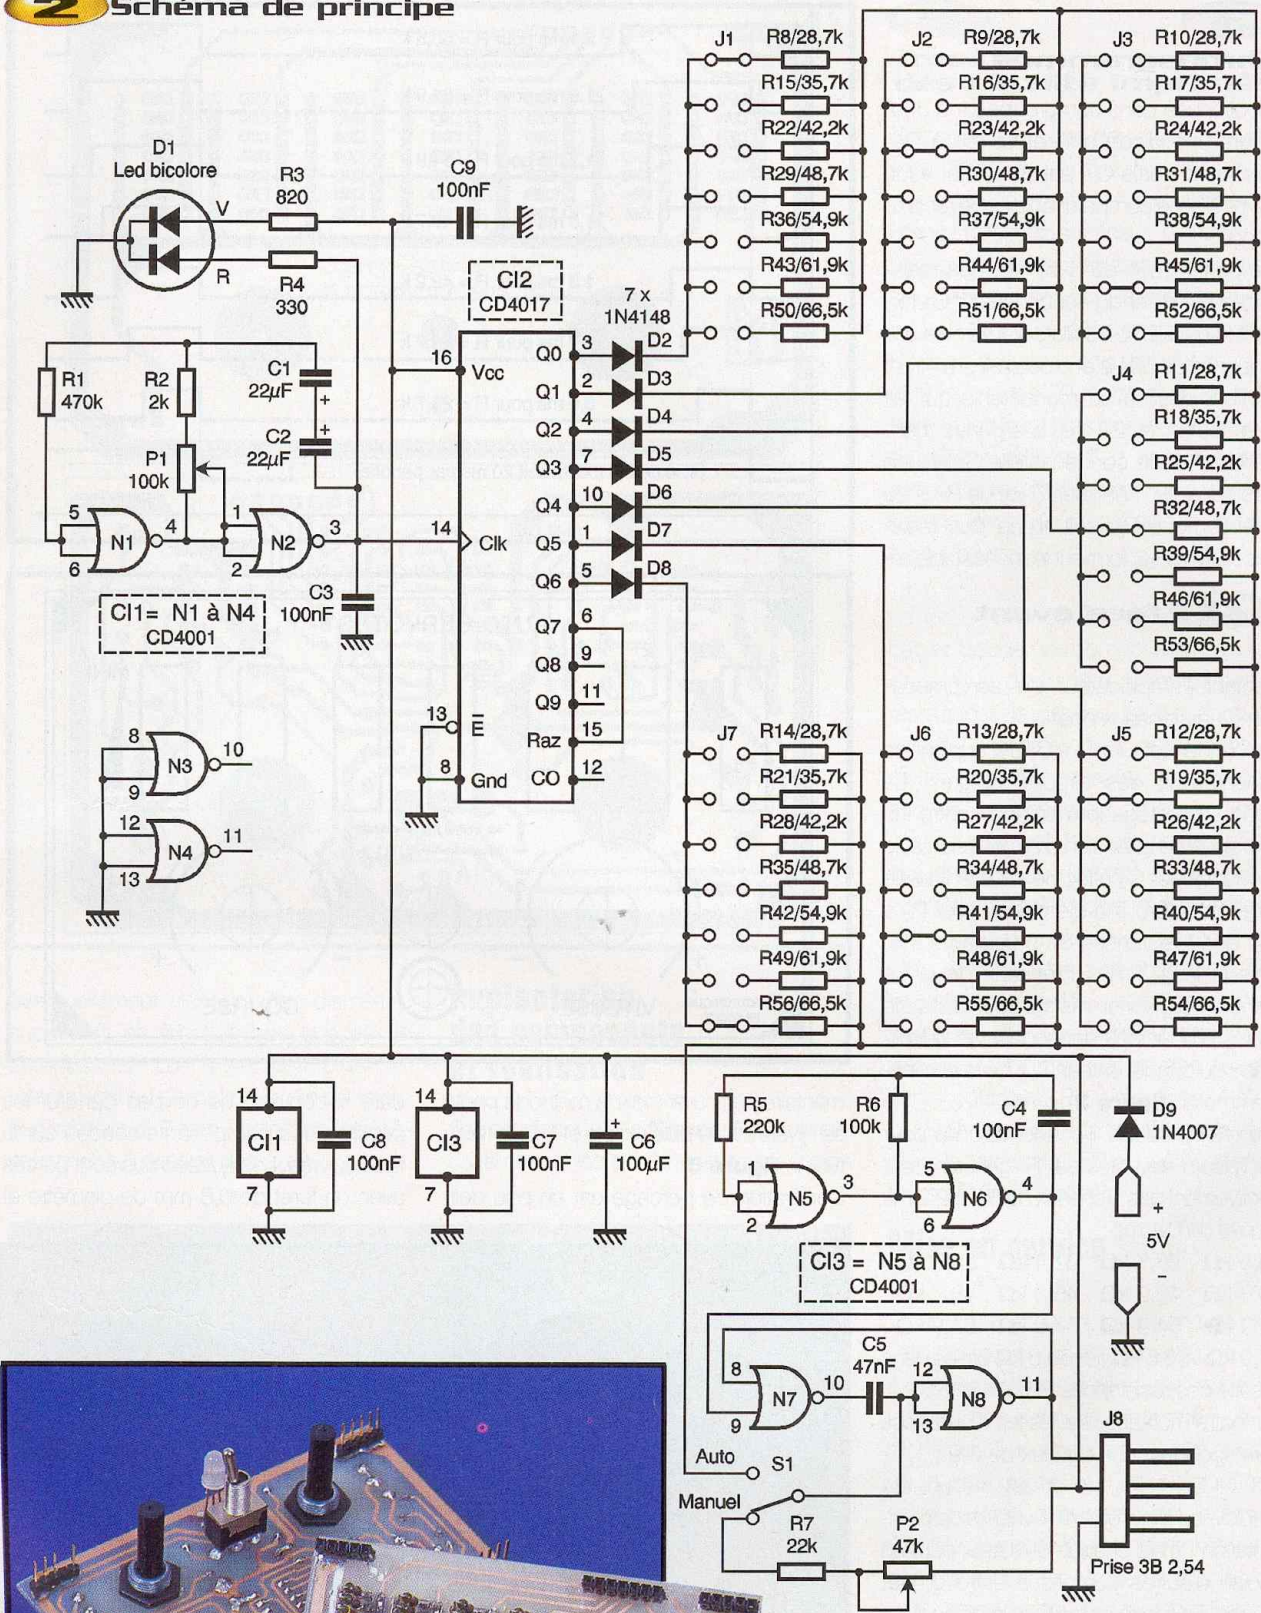 2 Schéma de principe
D1
Led bicolore
V
R
R3
820
R4
330
C9
100nF
CI2
CD4017
7 x
1N4148
R1
470k
R2
2k
P1
100k
C1
22µF
+
C2
22µF
+
5
6
N1
4
1
2
N2
3
C3
100nF
CI1= N1 à N4
CD4001
8
9
N3
10
12
13
N4
11
16
Vcc
14
Clk
13
E
8
Gnd
Q0
3
D2
Q1
2
D3
Q2
4
D4
Q3
7
D5
Q4
10
D6
Q5
1
D7
Q6
5
D8
Q7
6
Q8
9
Q9
11
Raz
15
CO
12
J1
R8/28,7k
R15/35,7k
R22/42,2k
R29/48,7k
R36/54,9k
R43/61,9k
R50/66,5k
J2
R9/28,7k
R16/35,7k
R23/42,2k
R30/48,7k
R37/54,9k
R44/61,9k
R51/66,5k
J3
R10/28,7k
R17/35,7k
R24/42,2k
R31/48,7k
R38/54,9k
R45/61,9k
R52/66,5k
J4
R11/28,7k
R18/35,7k
R25/42,2k
R32/48,7k
R39/54,9k
R46/61,9k
R53/66,5k
J7
R14/28,7k
R21/35,7k
R28/42,2k
R35/48,7k
R42/54,9k
R49/61,9k
R56/66,5k
J6
R13/28,7k
R20/35,7k
R27/42,2k
R34/48,7k
R41/54,9k
R48/61,9k
R55/66,5k
J5
R12/28,7k
R19/35,7k
R26/42,2k
R33/48,7k
R40/54,9k
R47/61,9k
R54/66,5k
14
CI1
7
C8
100nF
14
CI3
7
C7
100nF
+
C6
100µF
R5
220k
R6
100k
C4
100nF
D9
1N4007
+
5V
-
1
2
N5
3
5
6
N6
4
CI3 = N5 à N8
CD4001
8
9
N7
10
C5
47nF
12
13
N8
11
J8
Auto
S1
Manuel
R7
22k
P2
47k
Prise 3B 2,54